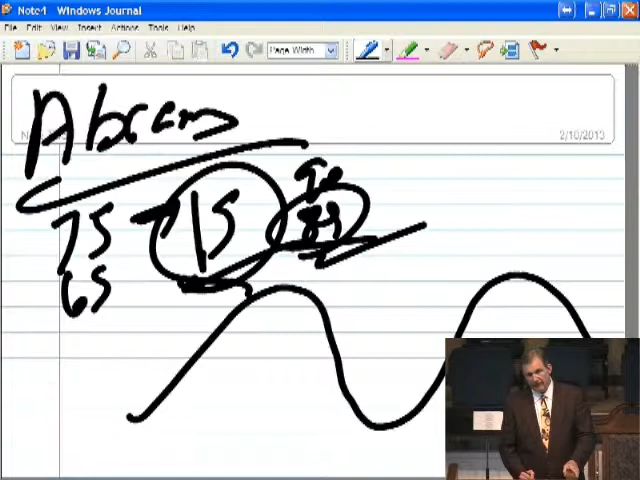 Note1 - Windows Journal
File Edit View Insert Actions Tools Help
Page Width
Abram
2/10/2013
75 15
65